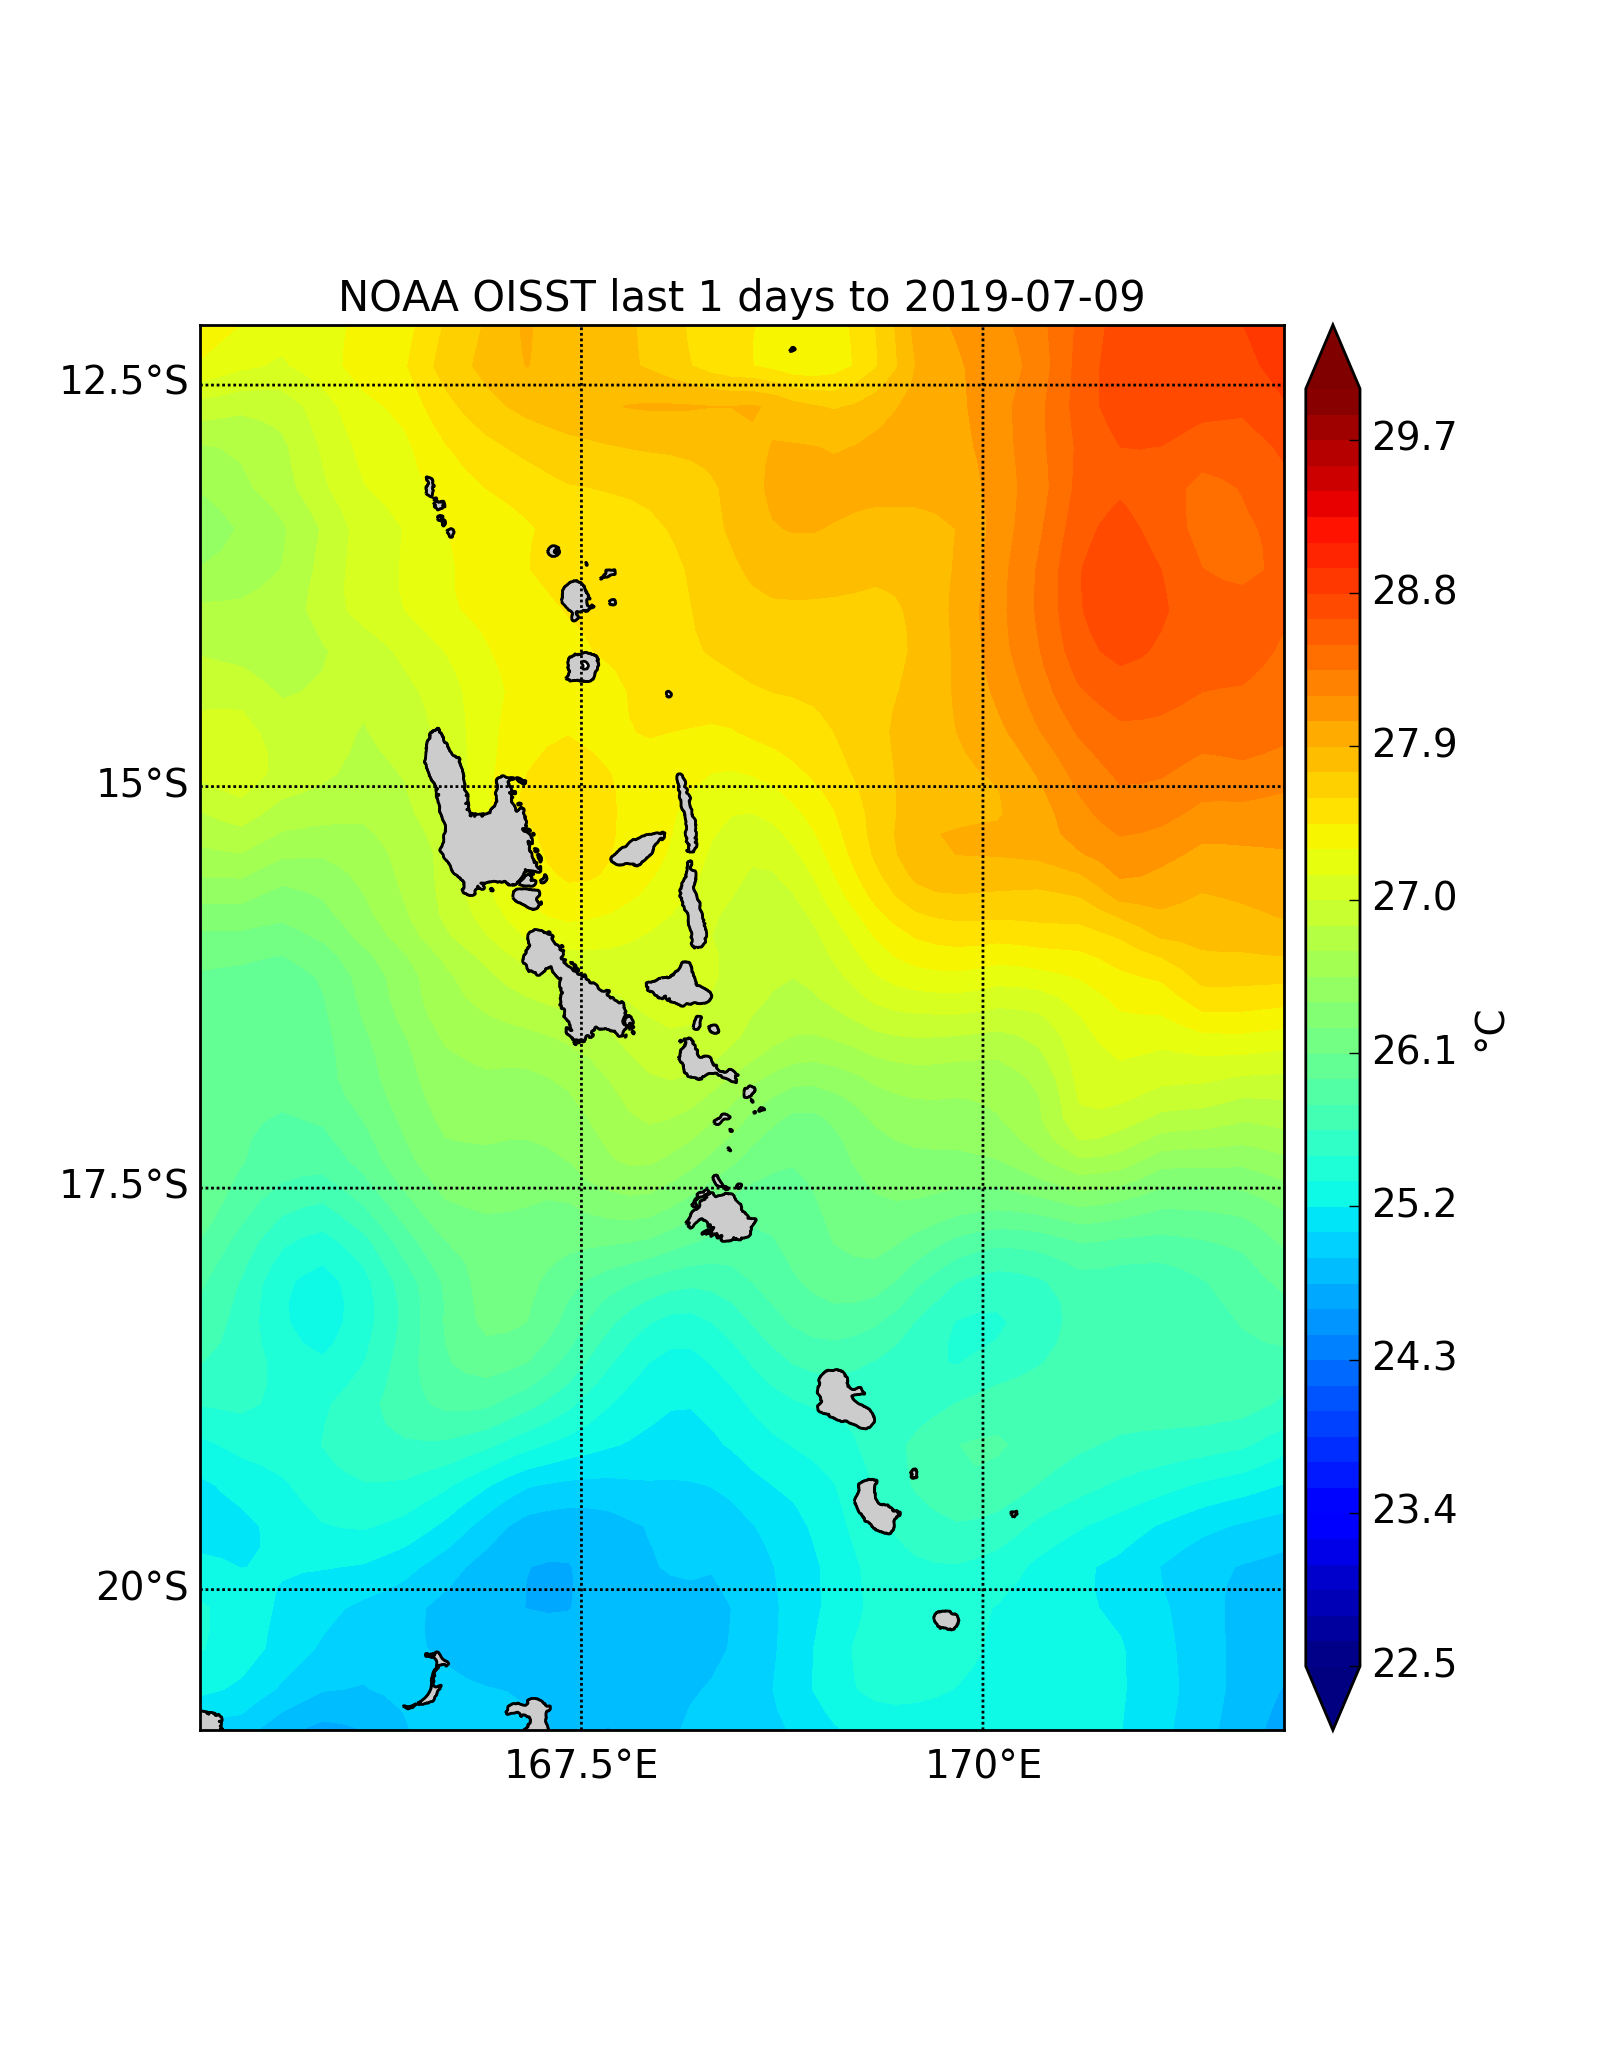 NOAA OISST last 1 days to 2019-07-09
12.5°S
15°S
17.5°S
20°S
167.5°E
170°E
29.7
28.8
27.9
27.0
26.1
25.2
24.3
23.4
22.5
°C